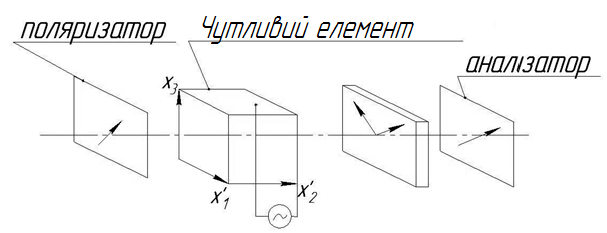 поляризатор
Чутливий елемент
аналізатор
X₃
X'₁
X'₂